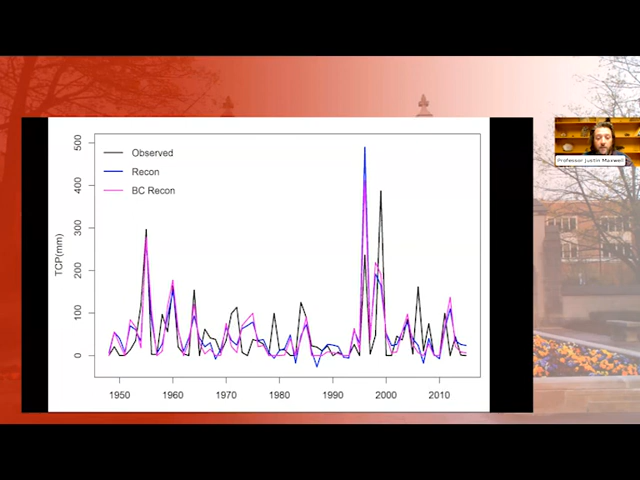 500
400
300
200
100
0
TCP(mm)
Observed
Recon
BC Recon
1950
1960
1970
1980
1990
2000
2010
Professor Justin Maxwell